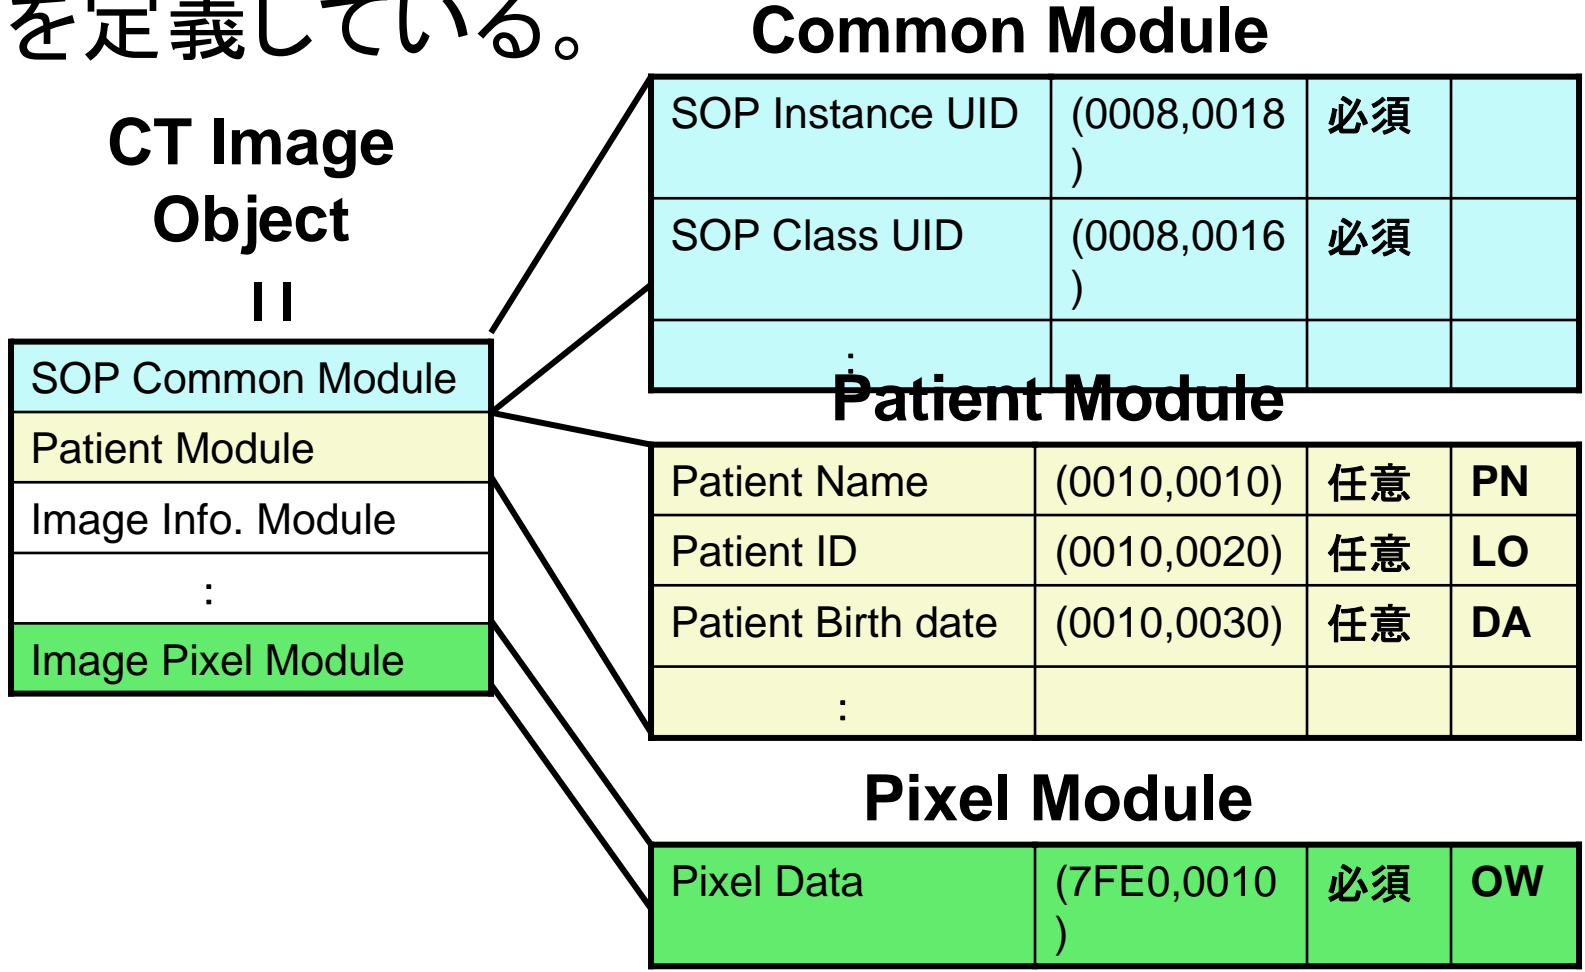 を定義している。
CT Image
Object
=
SOP Common Module
Patient Module
Image Info. Module
:
Image Pixel Module
Common Module
SOP Instance UID (0008,0018 必須
)
SOP Class UID (0008,0016 必須
)
:
Patient Module
Patient Name (0010,0010) 任意 PN
Patient ID (0010,0020) 任意 LO
Patient Birth date (0010,0030) 任意 DA
:
Pixel Module
Pixel Data (7FE0,0010 必須 OW
)